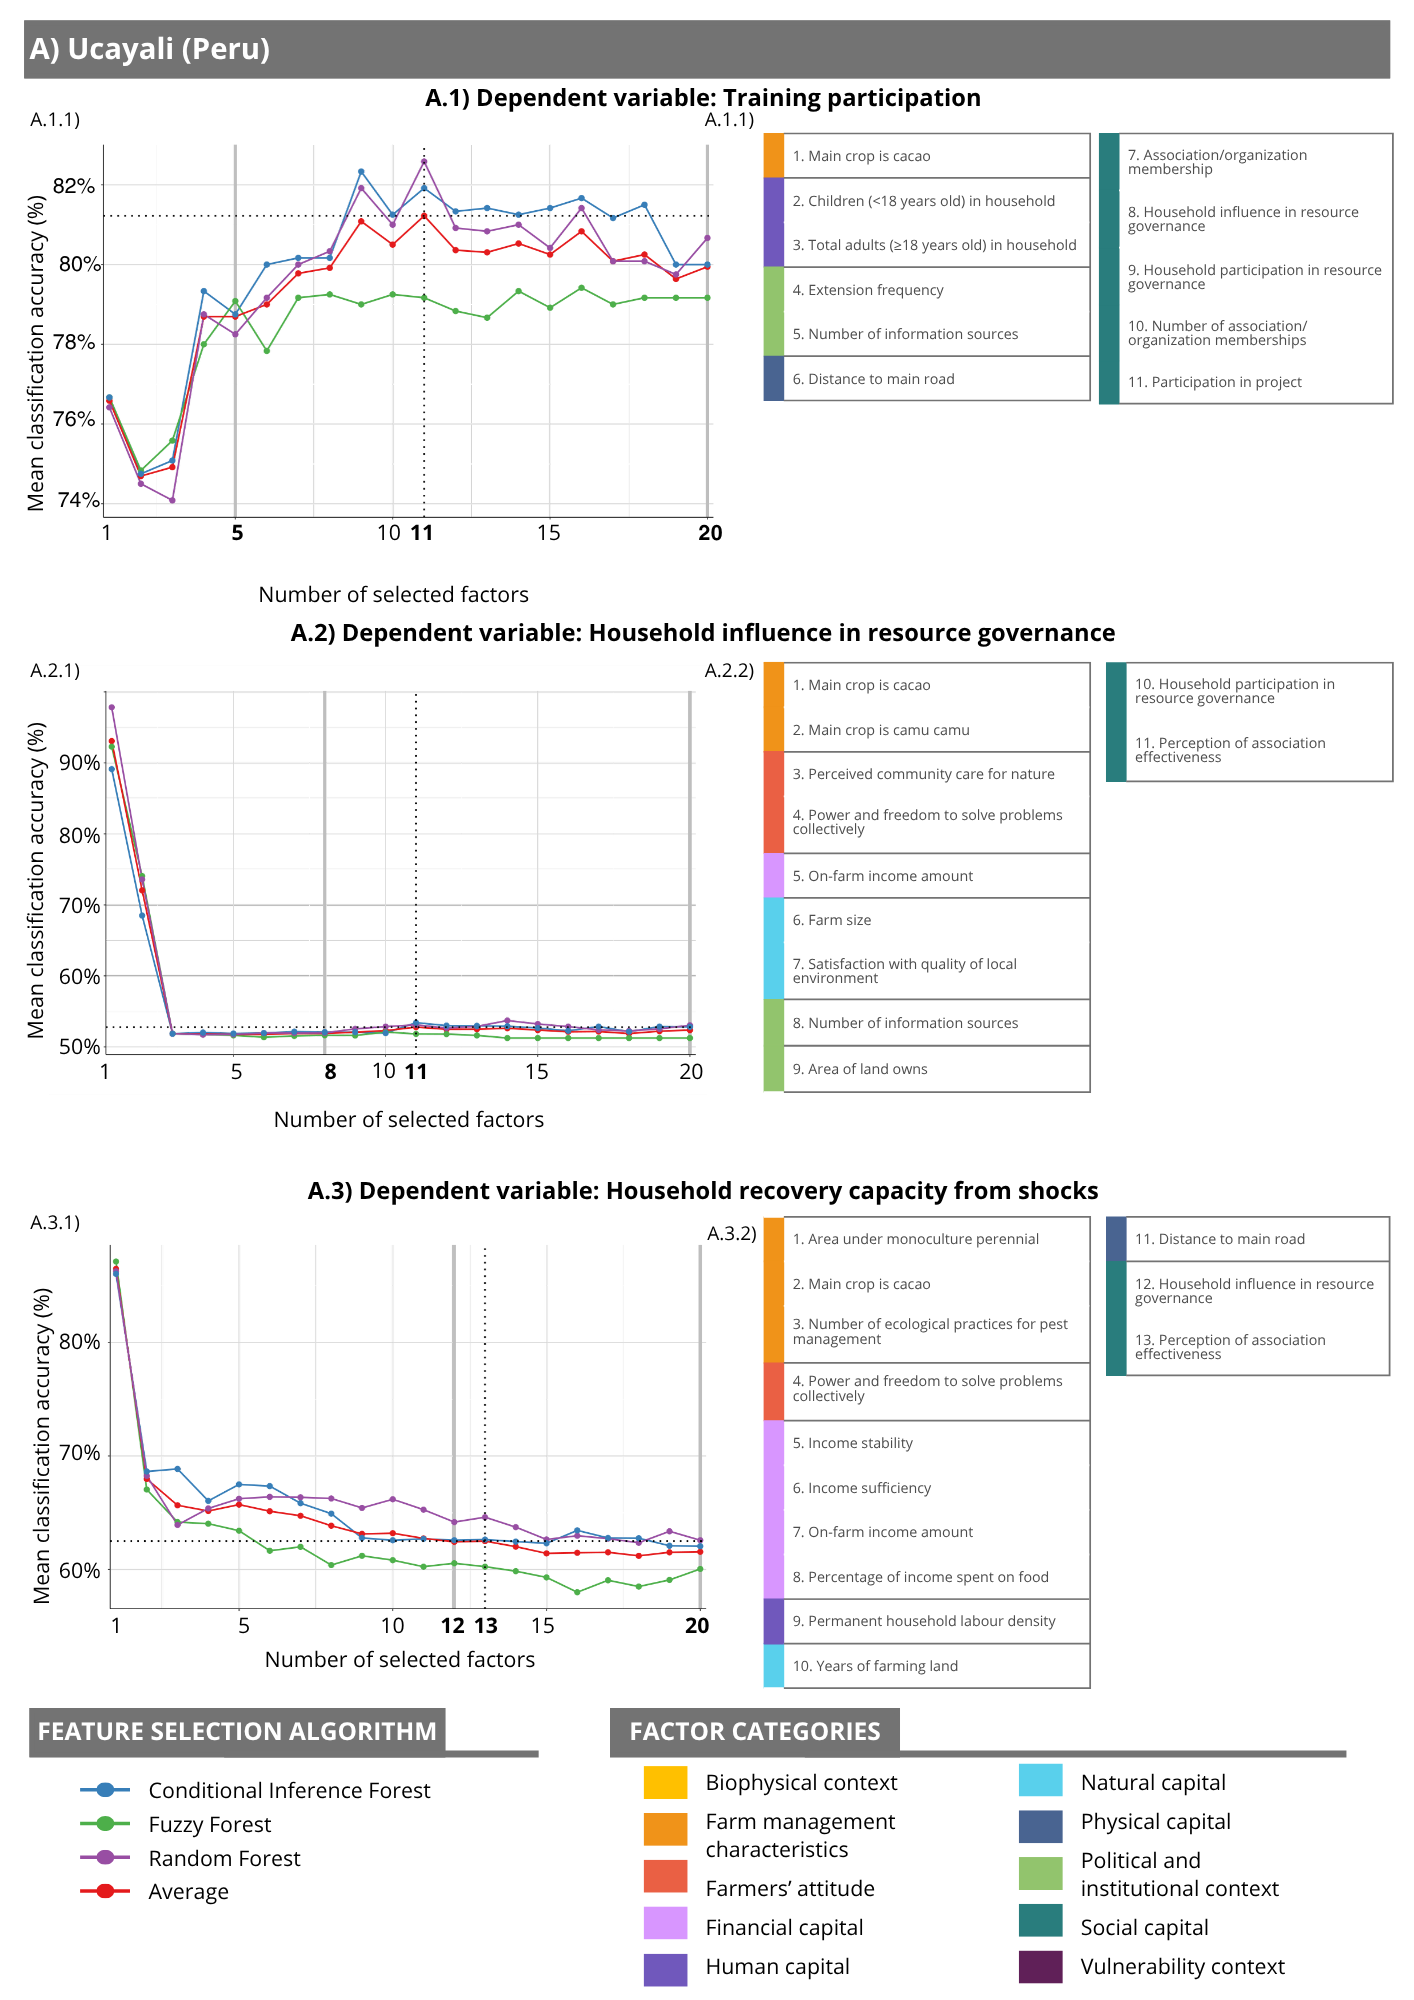 A) Ucayali (Peru)
A.1) Dependent variable: Training participation
A.1.1)
A.1.1)
Mean classification accuracy (%)
82%
80%
78%
76%
74%
1
5
10
11
15
20
Number of selected factors
1. Main crop is cacao
2. Children (<18 years old) in household
3. Total adults (≥18 years old) in household
4. Extension frequency
5. Number of information sources
6. Distance to main road
7. Association/organization
membership
8. Household influence in resource
governance
9. Household participation in resource
governance
10. Number of association/
organization memberships
11. Participation in project
A.2) Dependent variable: Household influence in resource governance
A.2.1)
A.2.2)
Mean classification accuracy (%)
90%
80%
70%
60%
50%
1
5
8
10
11
15
20
Number of selected factors
1. Main crop is cacao
2. Main crop is camu camu
3. Perceived community care for nature
4. Power and freedom to solve problems
collectively
5. On-farm income amount
6. Farm size
7. Satisfaction with quality of local
environment
8. Number of information sources
9. Area of land owns
10. Household participation in
resource governance
11. Perception of association
effectiveness
A.3) Dependent variable: Household recovery capacity from shocks
A.3.1)
A.3.2)
Mean classification accuracy (%)
80%
70%
60%
1
5
10
12
13
15
20
Number of selected factors
1. Area under monoculture perennial
2. Main crop is cacao
3. Number of ecological practices for pest
management
4. Power and freedom to solve problems
collectively
5. Income stability
6. Income sufficiency
7. On-farm income amount
8. Percentage of income spent on food
9. Permanent household labour density
10. Years of farming land
11. Distance to main road
12. Household influence in resource
governance
13. Perception of association
effectiveness
FEATURE SELECTION ALGORITHM
Conditional Inference Forest
Fuzzy Forest
Random Forest
Average
FACTOR CATEGORIES
Biophysical context
Farm management
characteristics
Farmers’ attitude
Financial capital
Human capital
Natural capital
Physical capital
Political and
institutional context
Social capital
Vulnerability context